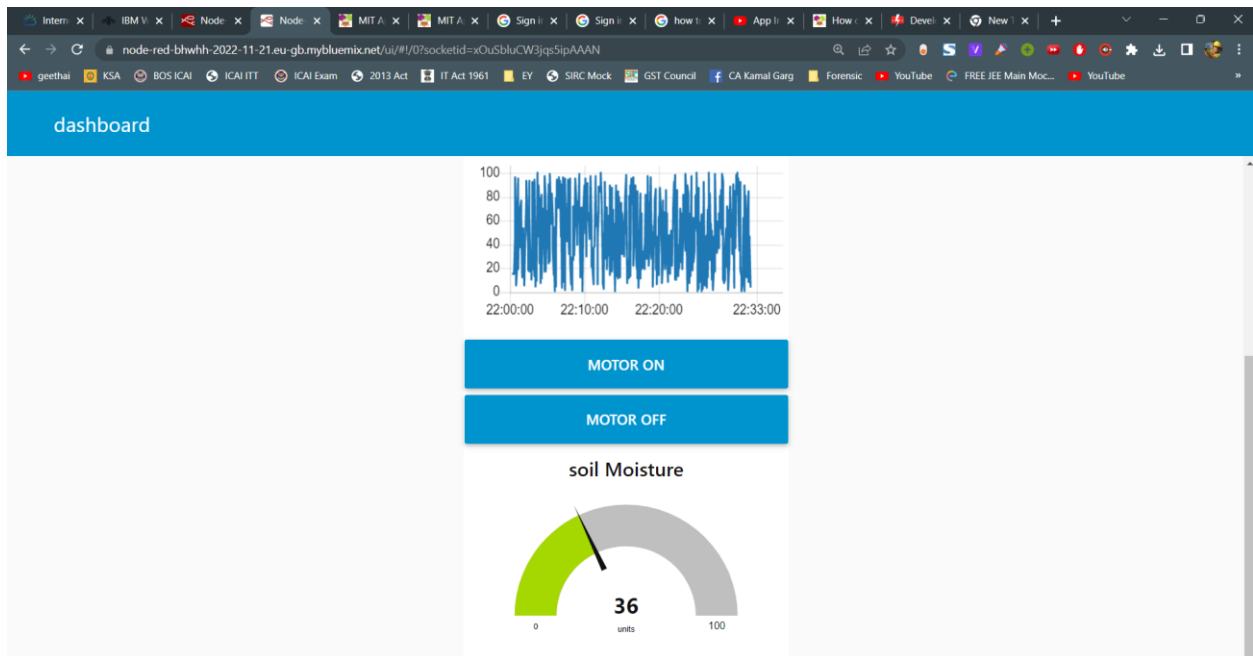 Intern
IBM W
Node-
Node-
MIT A
MIT A
Sign in
Sign in
how to
App In
How c
Devel
New T
node-red-bhwhh-2022-11-21.eu-gb.mybluemix.net/ui/#!/0?socketid=xOuSbluCW3jqs5ipAAAN
geethai KSA BOS ICAI ICAI ITT ICAI Exam 2013 Act IT Act 1961 EY SIRC Mock GST Council CA Kamal Garg Forensic YouTube FREE JEE Main Moc... YouTube »
dashboard
100
80
60
40
20
0
22:00:00 22:10:00 22:20:00 22:33:00
MOTOR ON
MOTOR OFF
soil Moisture
36
0 units 100